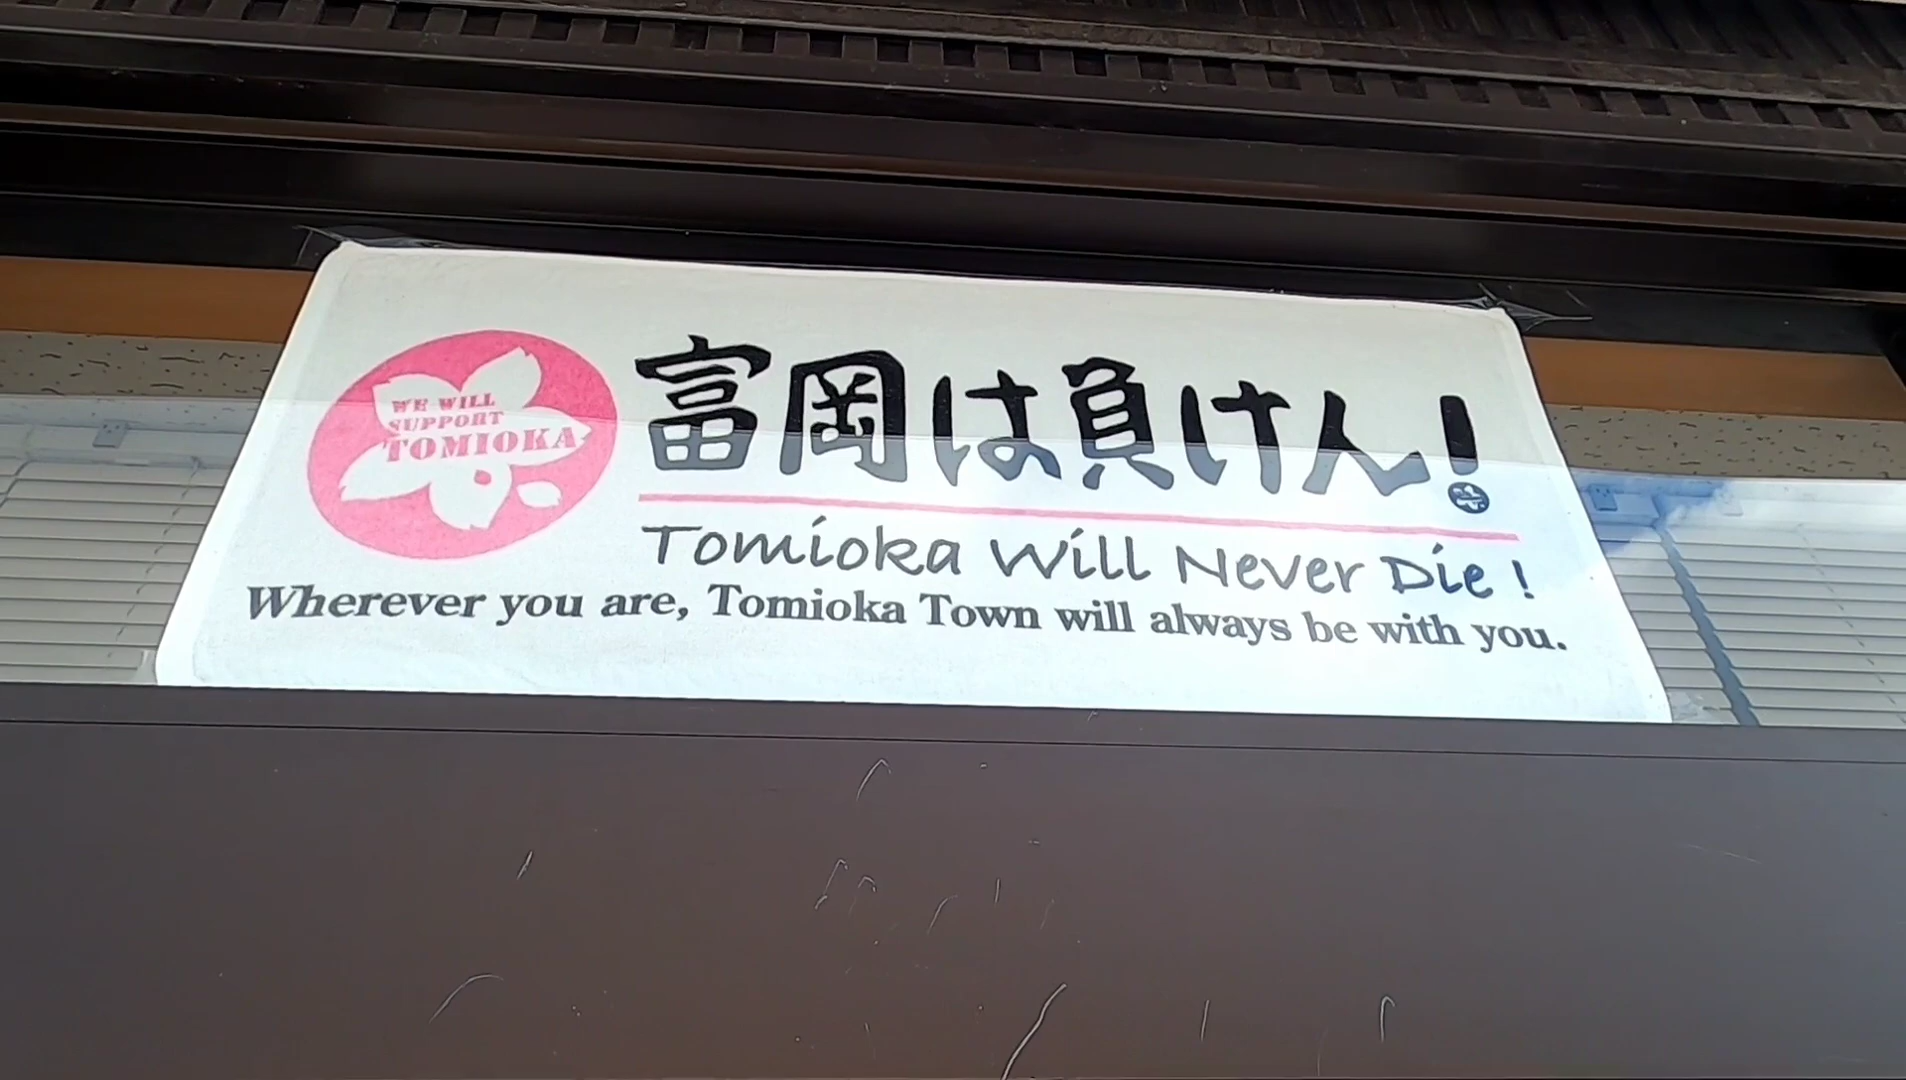 WE WILL
SUPPORT
TOMIOKA
富岡は負けん!
Tomioka Will Never Die !
Wherever you are, Tomioka Town will always be with you.